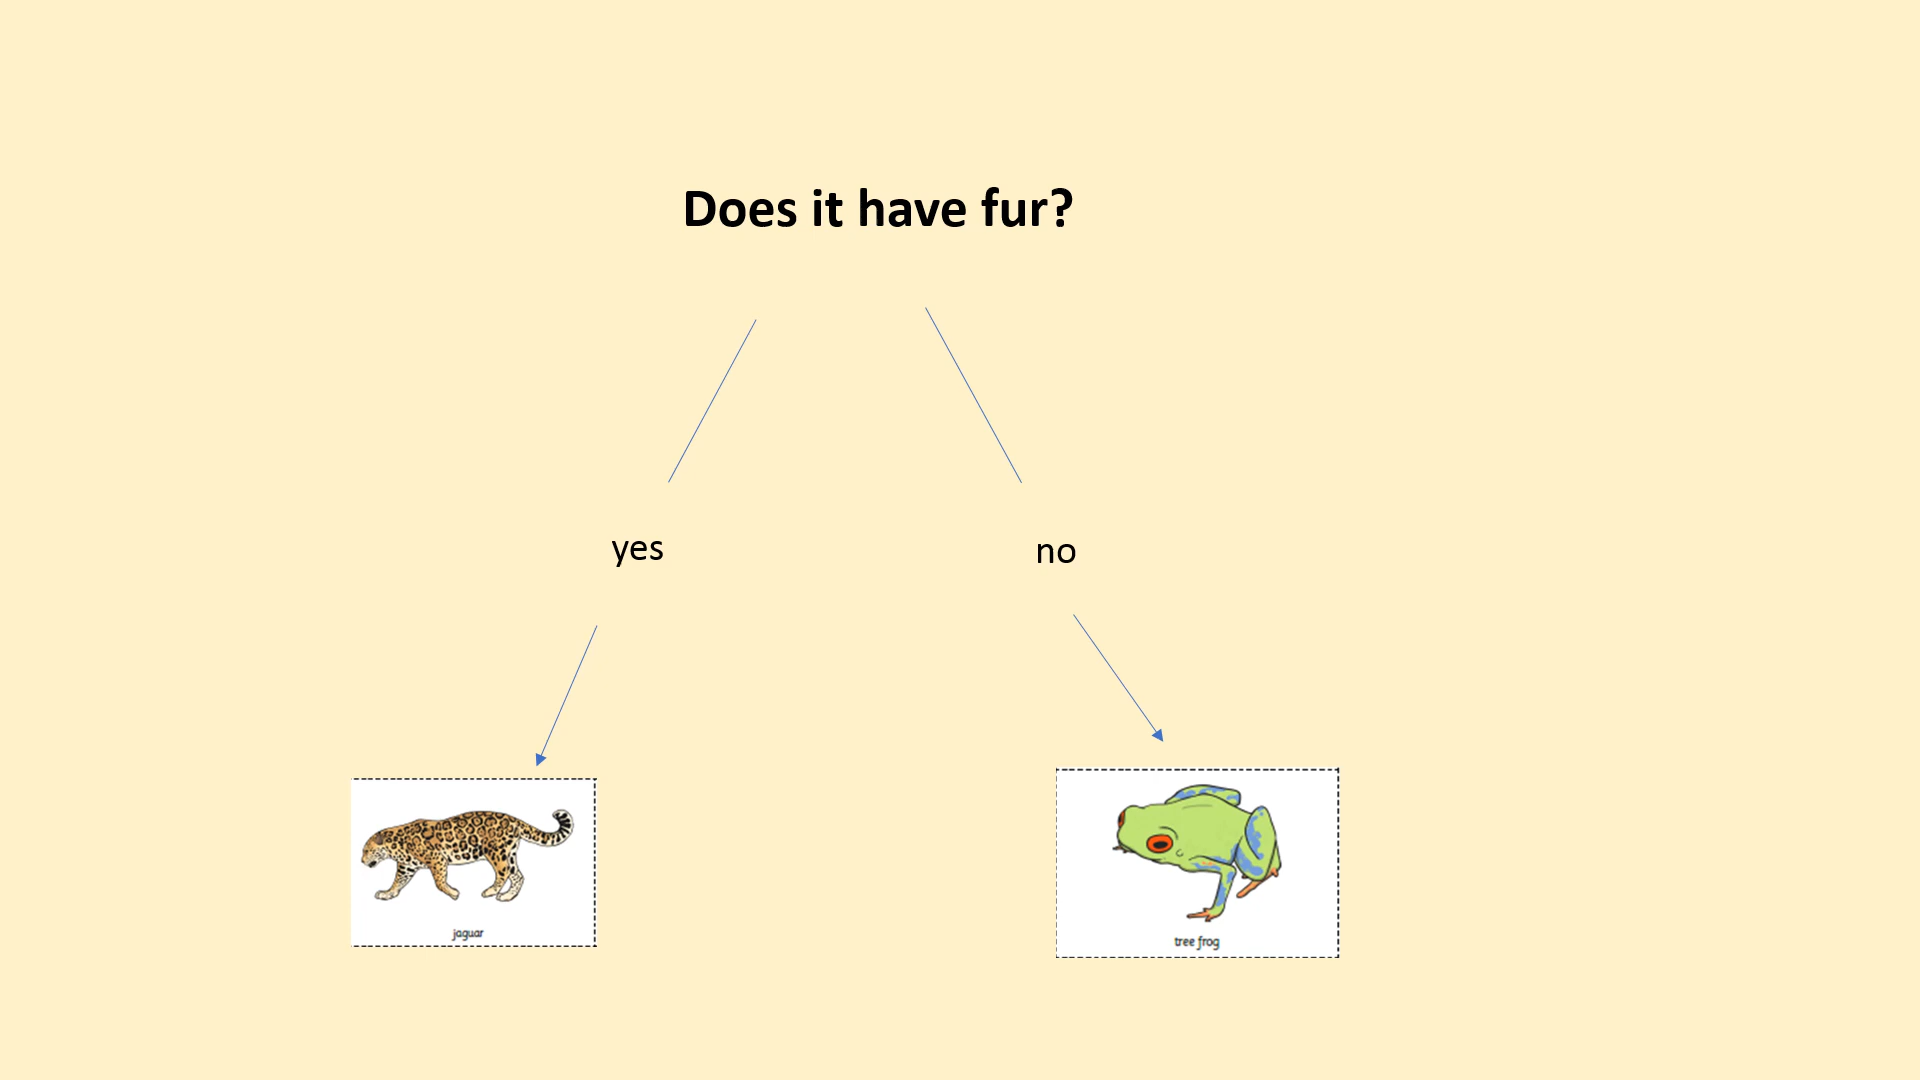 Does it have fur?
yes
no
jaguar
tree frog